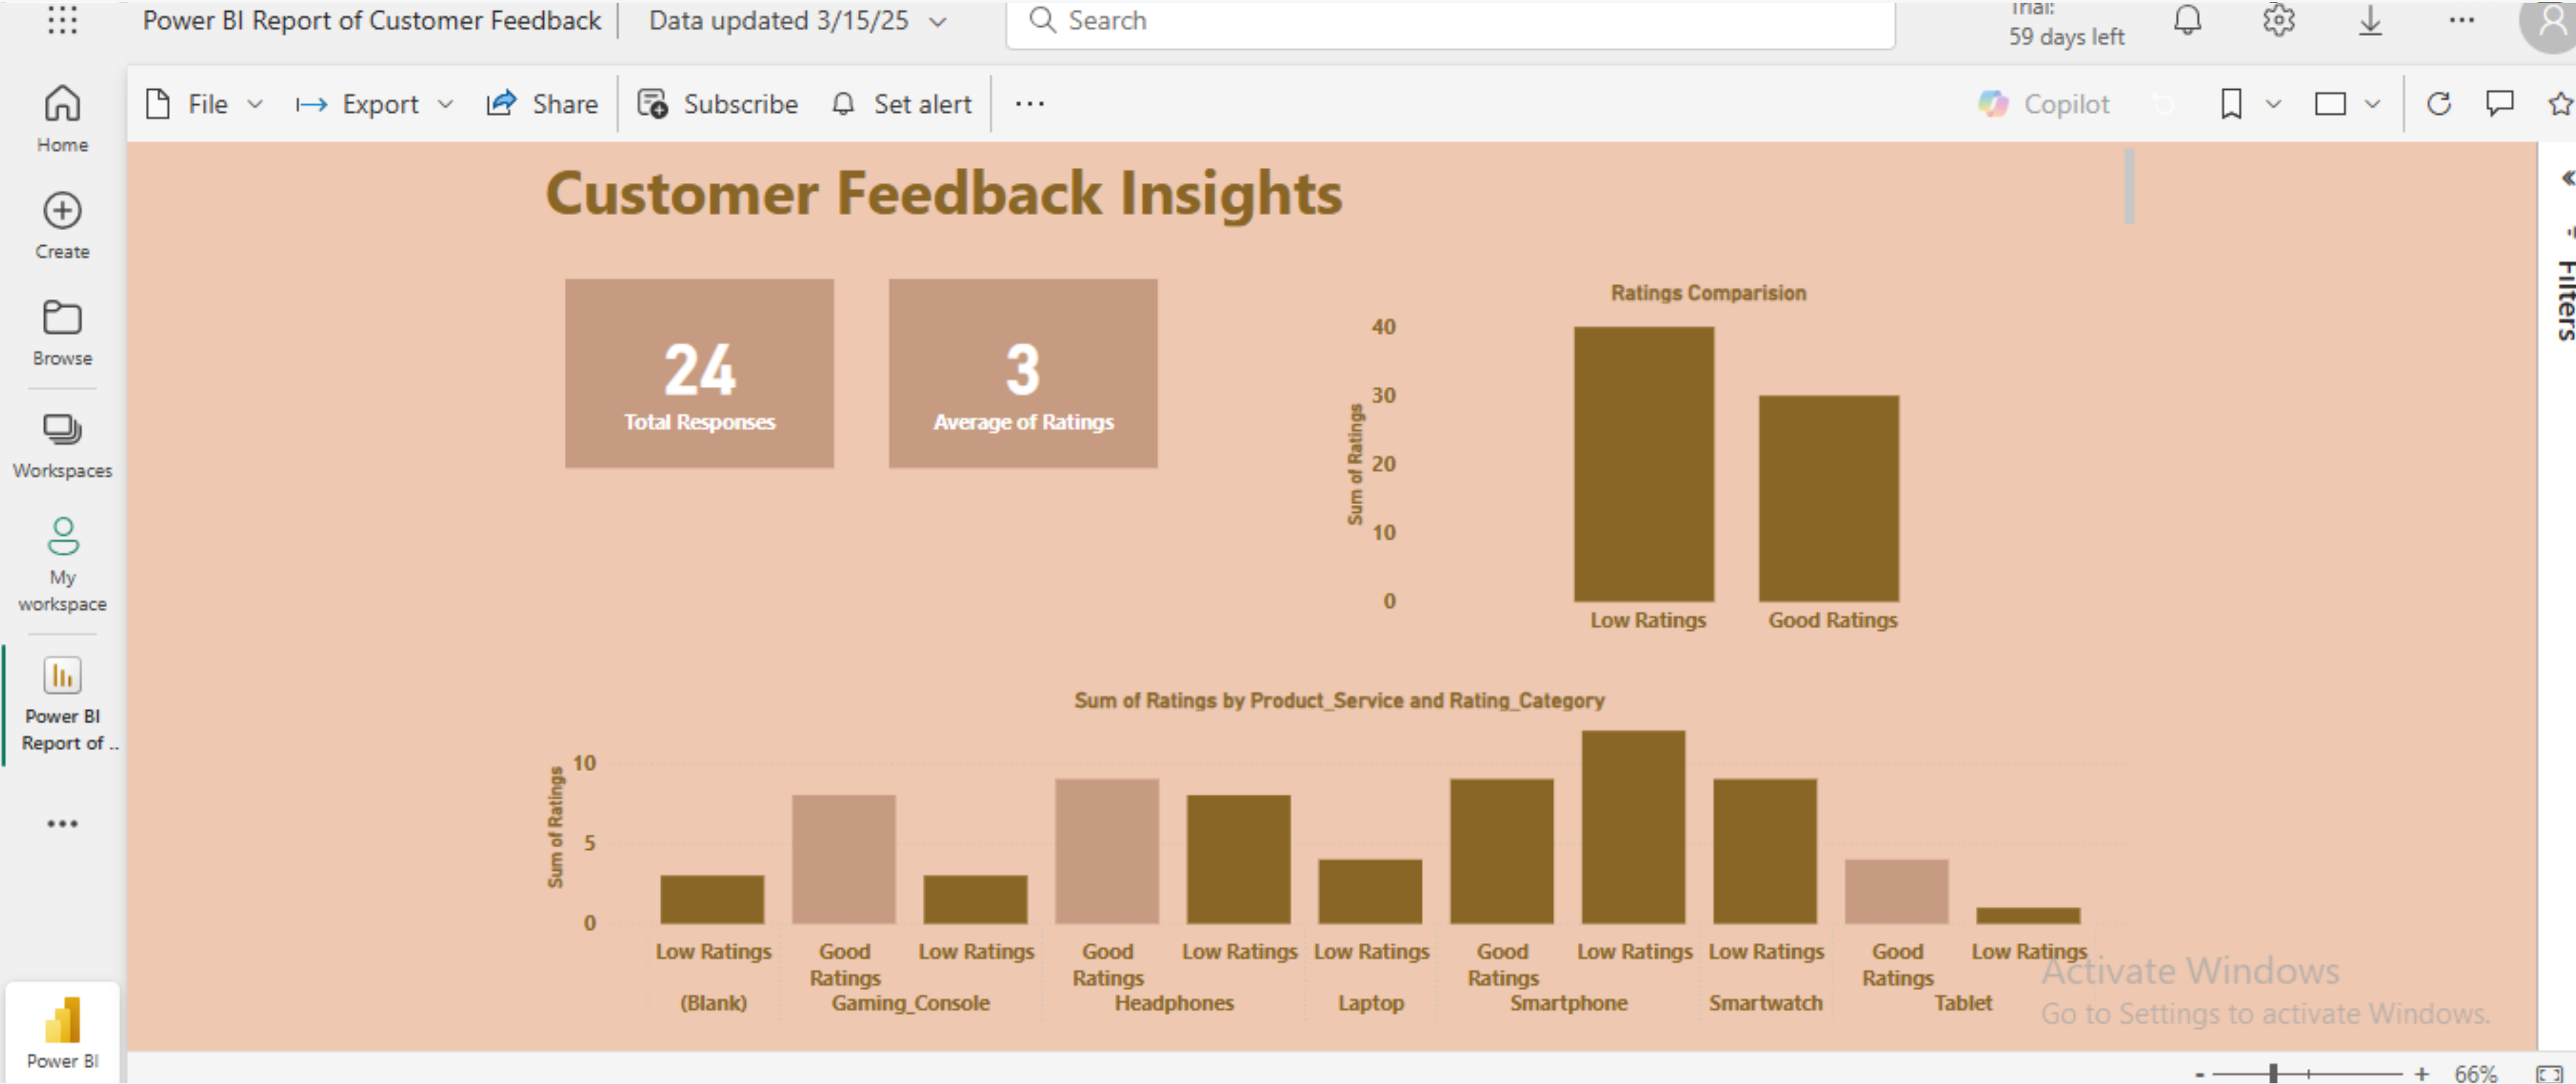 Power BI Report of Customer Feedback
Data updated 3/15/25
Search
Trial:
59 days left
File
Export
Share
Subscribe
Set alert
Copilot
Home
Create
Browse
Workspaces
My
workspace
Power BI
Report of ..
Power BI
Filters
Customer Feedback Insights
24
Total Responses
3
Average of Ratings
Ratings Comparision
Sum of Ratings
40
30
20
10
0
Low Ratings
Good Ratings
Sum of Ratings by Product_Service and Rating_Category
Sum of Ratings
10
5
0
Low Ratings
Good
Ratings
Low Ratings
Good
Ratings
Low Ratings
Low Ratings
Good
Ratings
Low Ratings
Low Ratings
Good
Ratings
Low Ratings
(Blank)
Gaming_Console
Headphones
Laptop
Smartphone
Smartwatch
Tablet
Activate Windows
Go to Settings to activate Windows.
- + 66%